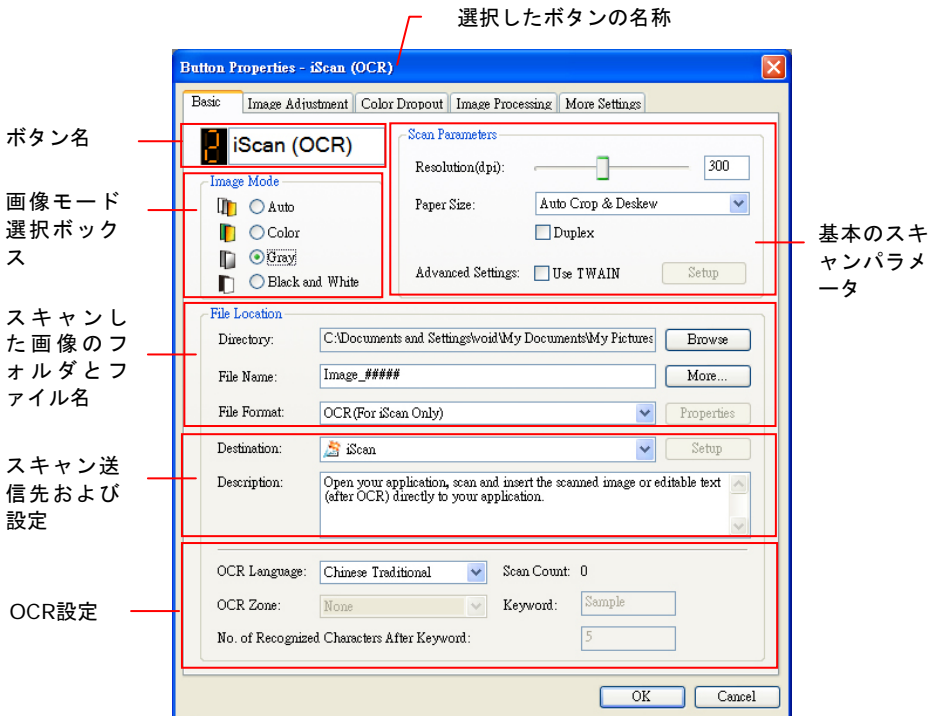 選択したボタンの名称
Button Properties - iScan (OCR)
Basic Image Adjustment Color Dropout Image Processing More Settings
ボタン名
2 iScan (OCR)
画像モード
選択ボック
ス
Image Mode
Auto
Color
Gray
Black and White
Scan Parameters
Resolution(dpi): 300
Paper Size: Auto Crop & Deskew
Duplex
Advanced Settings: Use TWAIN Setup
基本のスキ
ャンパラメ
ータ
スキャンし
た画像のフ
ォルダとフ
ァイル名
File Location
Directory: C:\Documents and Settings\void\My Documents\My Pictures Browse
File Name: Image_##### More...
File Format: OCR(For iScan Only) Properties
スキャン送
信先および
設定
Destination: iScan Setup
Description: Open your application, scan and insert the scanned image or editable text
(after OCR) directly to your application.
OCR設定
OCR Language: Chinese Traditional Scan Count: 0
OCR Zone: None Keyword: Sample
No. of Recognized Characters After Keyword: 5
OK Cancel